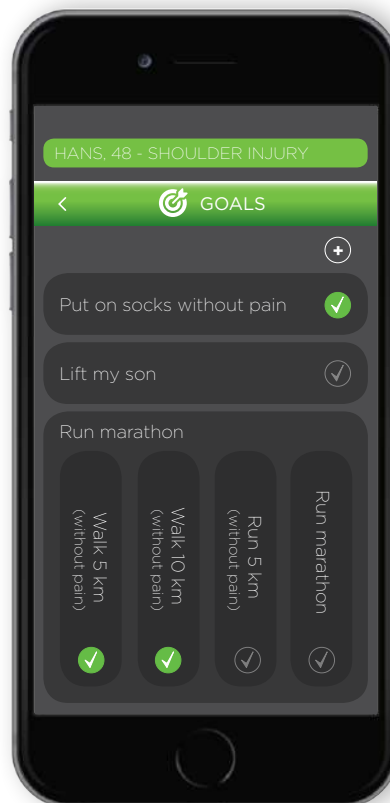 HANS, 48 - SHOULDER INJURY
GOALS
Put on socks without pain
Lift my son
Run marathon
Walk 5 km
(without pain)
Walk 10 km
(without pain)
Run 5 km
(without pain)
Run marathon